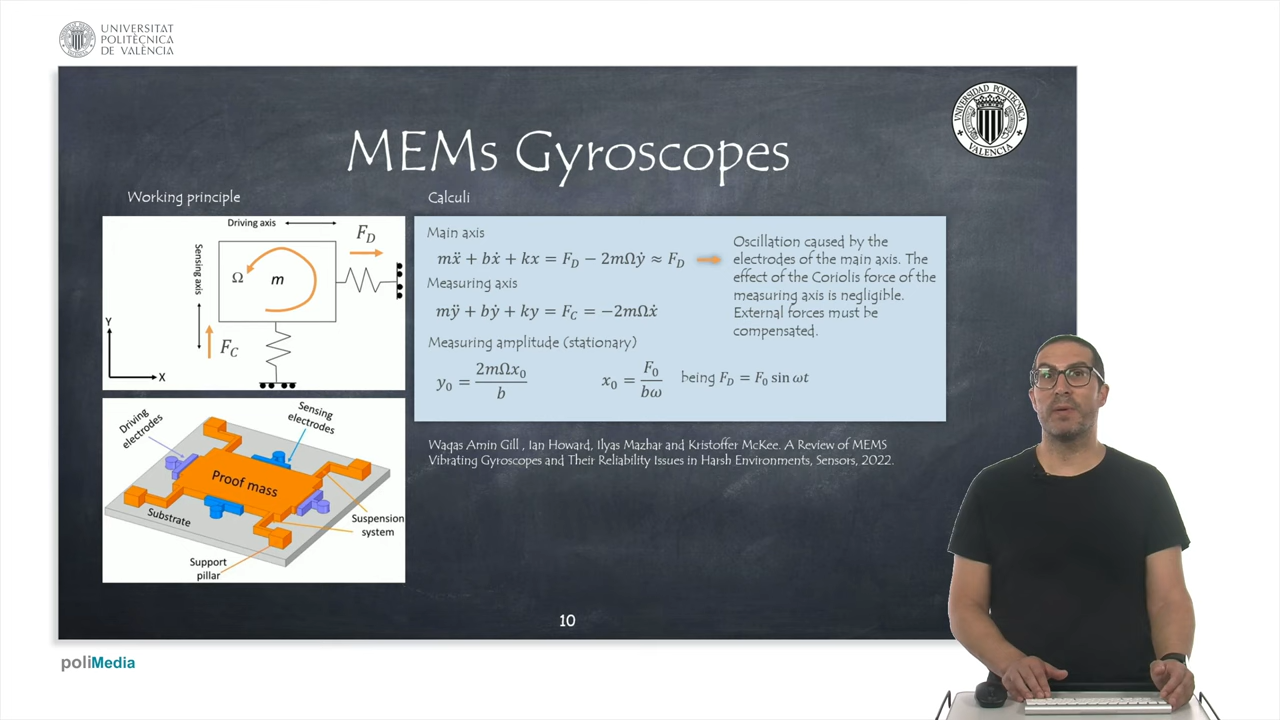 UNIVERSITAT
POLITÈCNICA
DE VALÈNCIA
UNIVERSIDAD POLITECNICA
VALENCIA
MEMs Gyroscopes
Working principle
Driving axis
F_D
Sensing axis
Ω
m
F_C
Y
X
Driving
electrodes
Sensing
electrodes
Proof mass
Substrate
Suspension
system
Support
pillar
Calculi
Main axis
mẍ + bẋ + kx = F_D − 2mΩẏ ≈ F_D
Measuring axis
mÿ + bẏ + ky = F_C = −2mΩẋ
Measuring amplitude (stationary)
y₀ = 2mΩx₀ / b
x₀ = F₀ / bω
being F_D = F₀ sin ωt
Oscillation caused by the
electrodes of the main axis. The
effect of the Coriolis force of the
measuring axis is negligible.
External forces must be
compensated.
Waqas Amin Gill , Ian Howard, Ilyas Mazhar and Kristoffer McKee. A Review of MEMS
Vibrating Gyroscopes and Their Reliability Issues in Harsh Environments, Sensors, 2022.
10
poliMedia